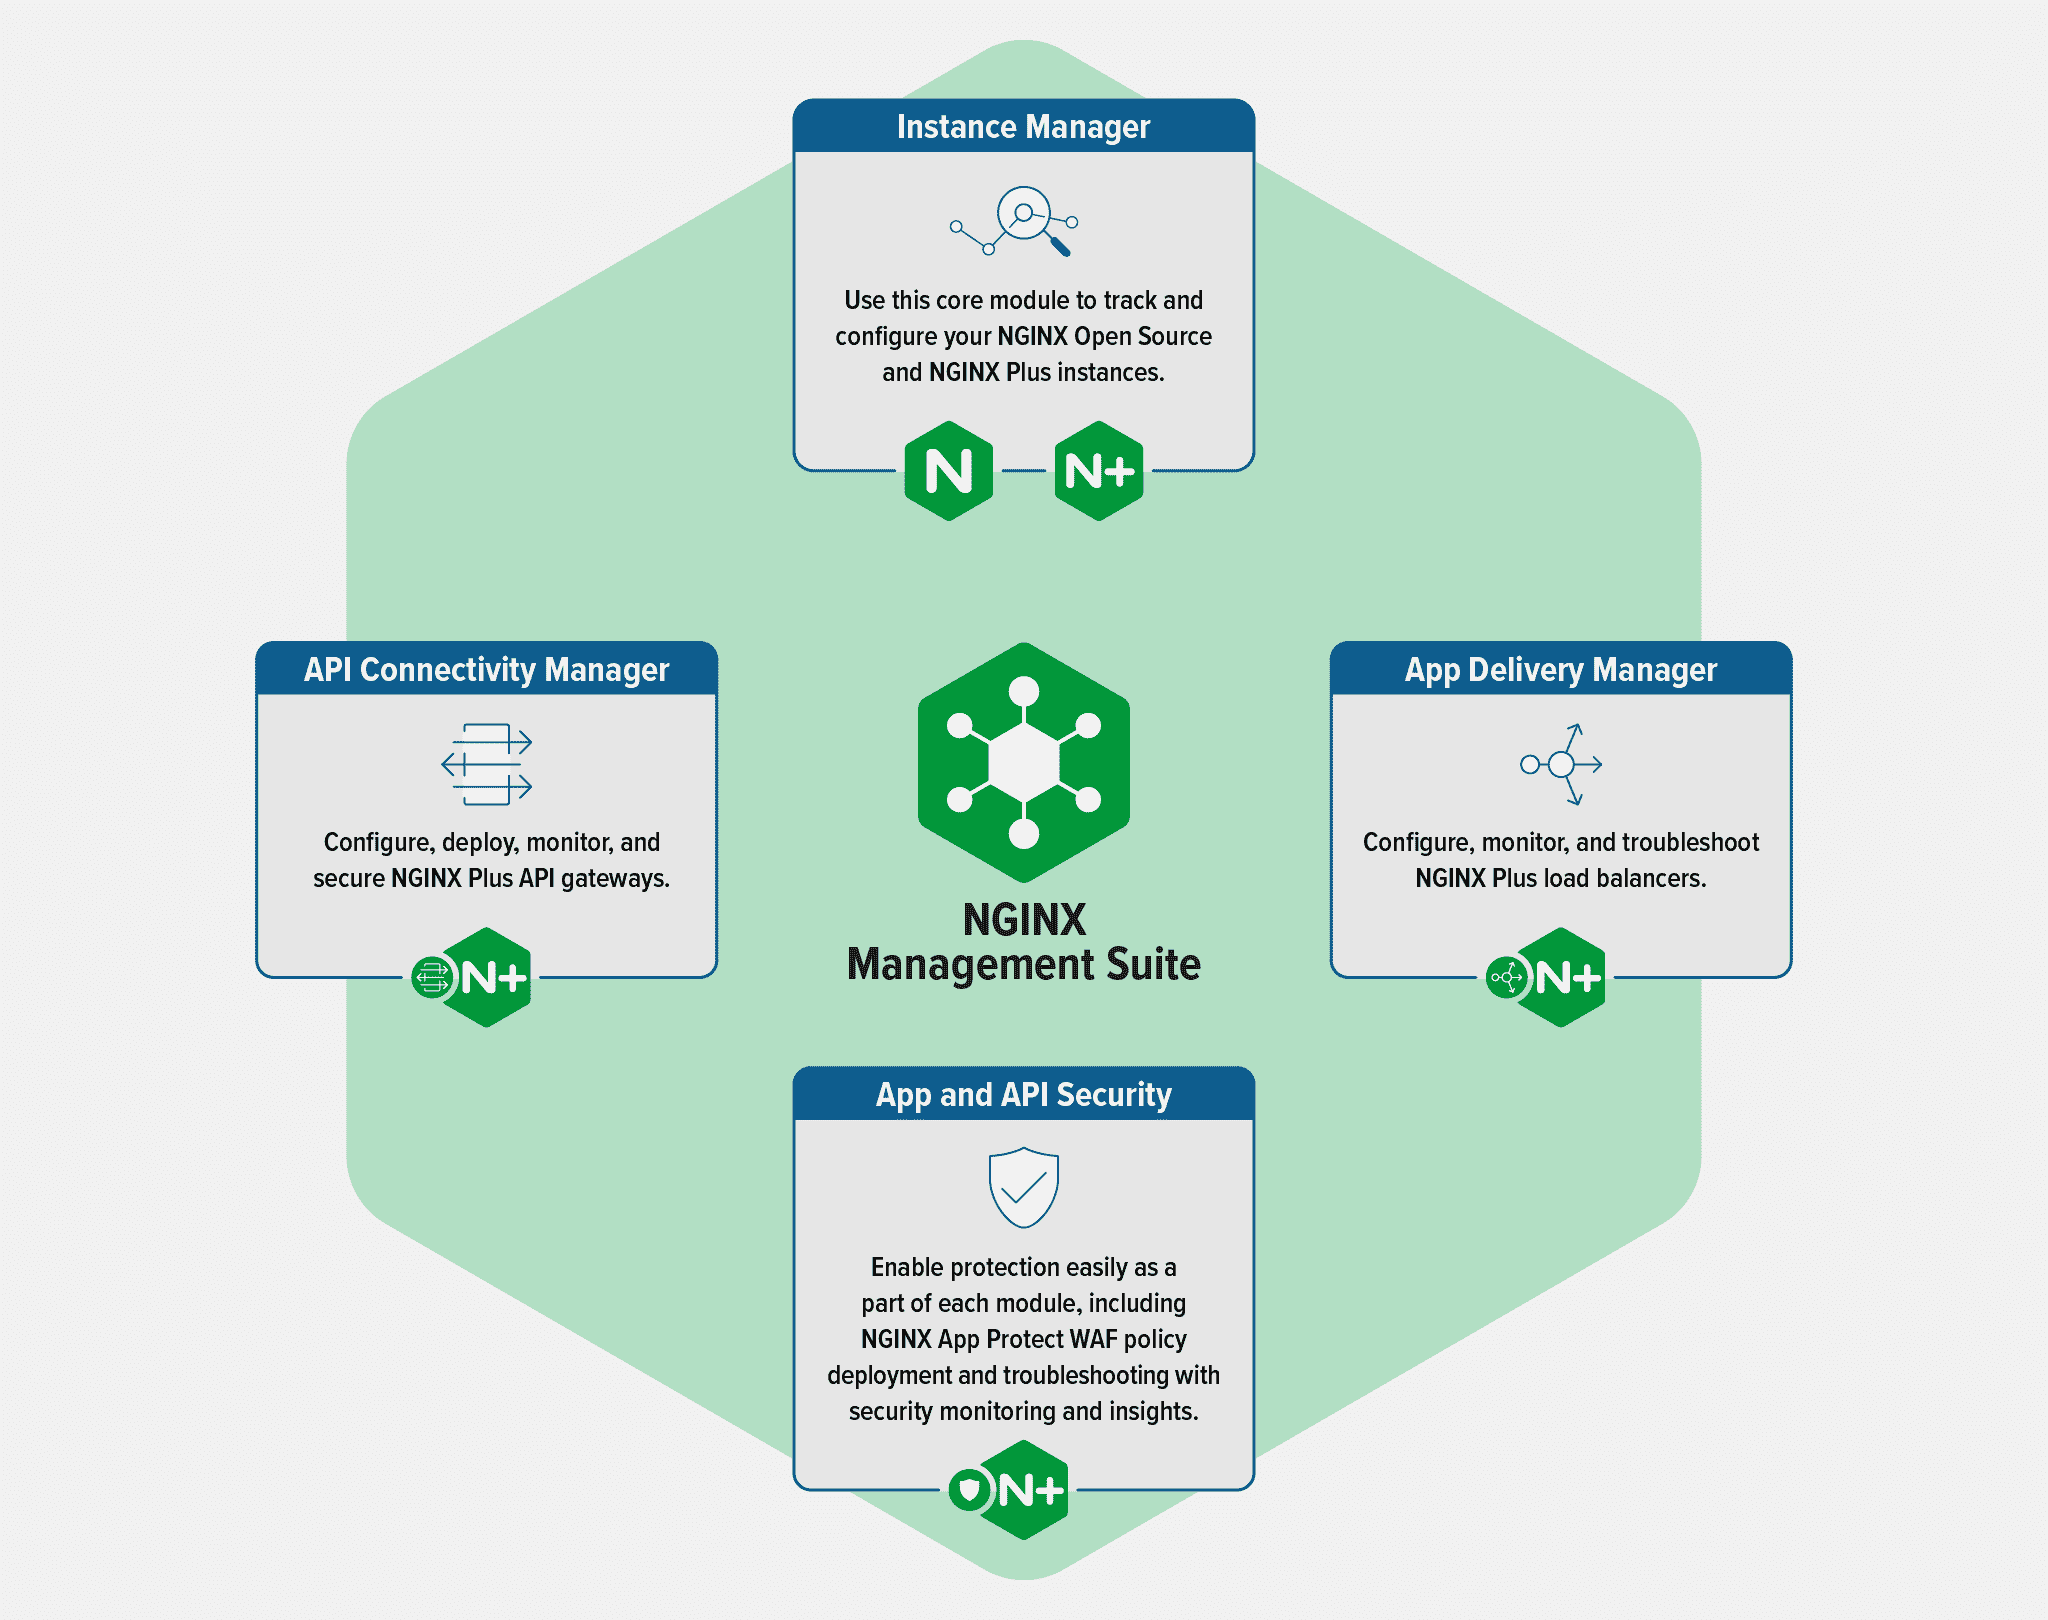 Instance Manager
Use this core module to track and
configure your NGINX Open Source
and NGINX Plus instances.
N
N+
API Connectivity Manager
Configure, deploy, monitor, and
secure NGINX Plus API gateways.
N+
NGINX
Management Suite
App Delivery Manager
Configure, monitor, and troubleshoot
NGINX Plus load balancers.
N+
App and API Security
Enable protection easily as a
part of each module, including
NGINX App Protect WAF policy
deployment and troubleshooting with
security monitoring and insights.
N+